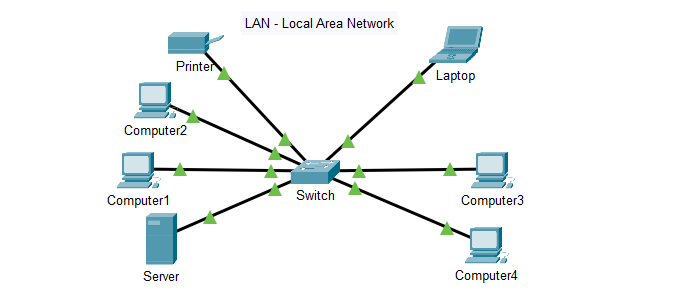 LAN - Local Area Network
Printer
Laptop
Computer2
Computer1
Switch
Computer3
Server
Computer4